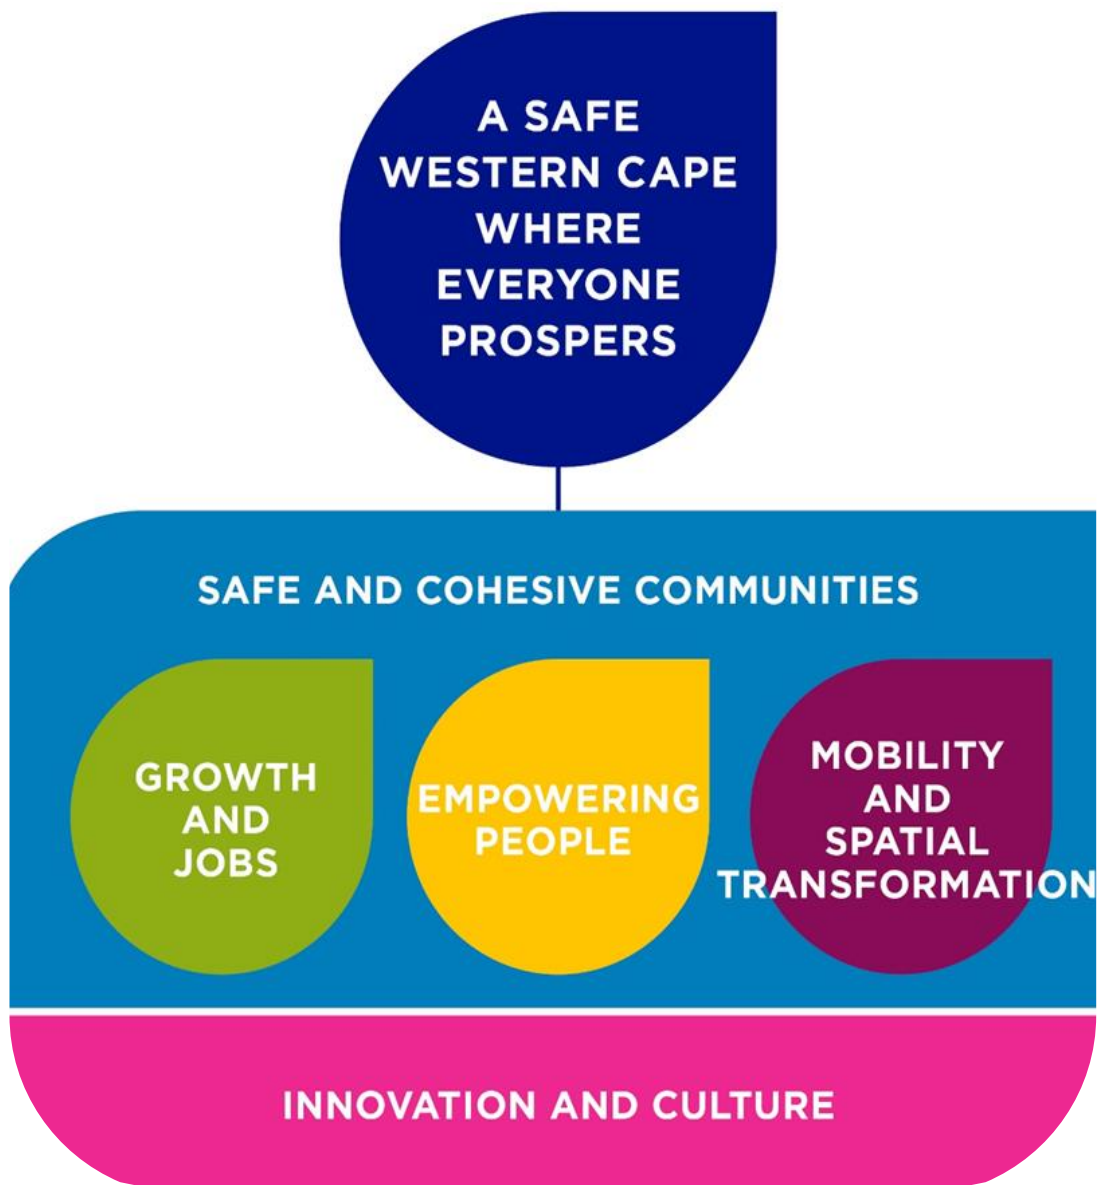 A SAFE
WESTERN CAPE
WHERE
EVERYONE
PROSPERS
SAFE AND COHESIVE COMMUNITIES
GROWTH
AND
JOBS
EMPOWERING
PEOPLE
MOBILITY
AND
SPATIAL
TRANSFORMATION
INNOVATION AND CULTURE